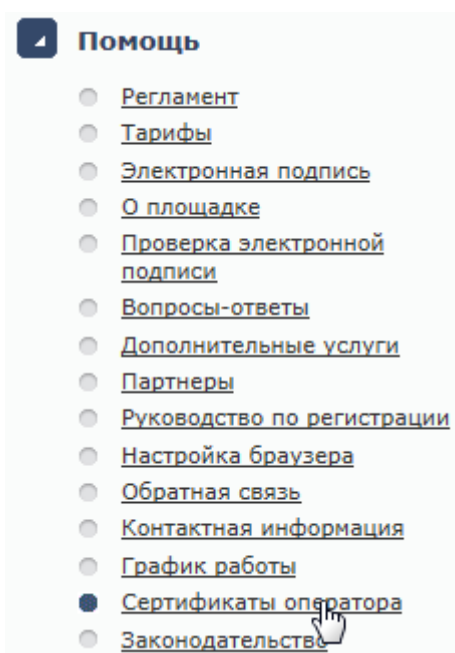 Помощь
Регламент
Тарифы
Электронная подпись
О площадке
Проверка электронной
подписи
Вопросы-ответы
Дополнительные услуги
Партнеры
Руководство по регистрации
Настройка браузера
Обратная связь
Контактная информация
График работы
Сертификаты оператора
Законодательство